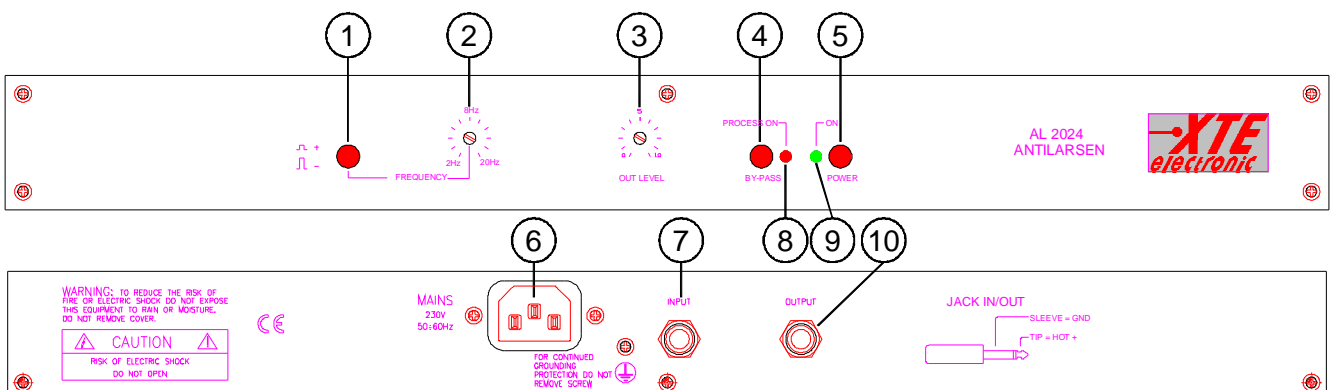 1 2 3 4 5
8Hz
2Hz 20Hz
+
-
FREQUENCY
5
0 10
OUT LEVEL
PROCESS ON
ON
BY-PASS
POWER
AL 2024
ANTILARSEN
XTE
electronic
6 7 8 9 10
WARNING: TO REDUCE THE RISK OF
FIRE OR ELECTRIC SHOCK DO NOT EXPOSE
THIS EQUIPMENT TO RAIN OR MOISTURE.
DO NOT REMOVE COVER.
CAUTION
RISK OF ELECTRIC SHOCK
DO NOT OPEN
CE
MAINS
230V
50÷60Hz
FOR CONTINUED
GROUNDING
PROTECTION DO NOT
REMOVE SCREW
INPUT
OUTPUT
JACK IN/OUT
SLEEVE = GND
TIP = HOT +